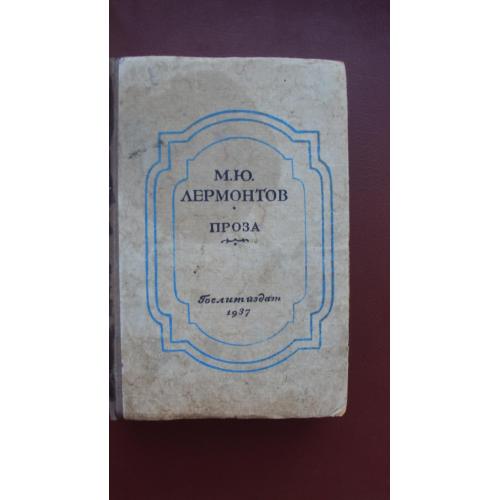 М.Ю.
ЛЕРМОНТОВ
ПРОЗА
Гослитиздат
1937